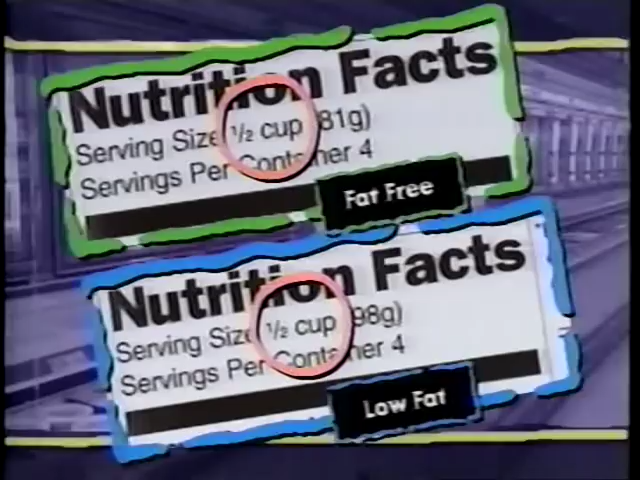 Nutrition Facts
Serving Size ½ cup (81g)
Servings Per Container 4
Fat Free
Nutrition Facts
Serving Size ½ cup (98g)
Servings Per Container 4
Low Fat